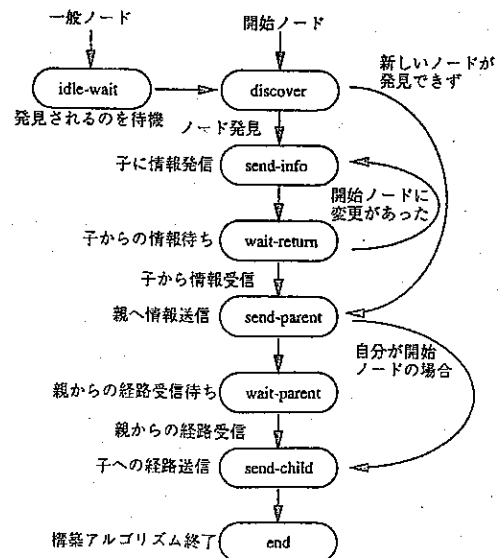 一般ノード
開始ノード
新しいノードが
発見できず
idle-wait
discover
発見されるのを待機
ノード発見
子に情報発信
send-info
開始ノードに
変更があった
子からの情報待ち
wait-return
子から情報受信
親へ情報送信
send-parent
自分が開始
ノードの場合
親からの経路受信待ち
wait-parent
親からの経路受信
子への経路送信
send-child
構築アルゴリズム終了
end